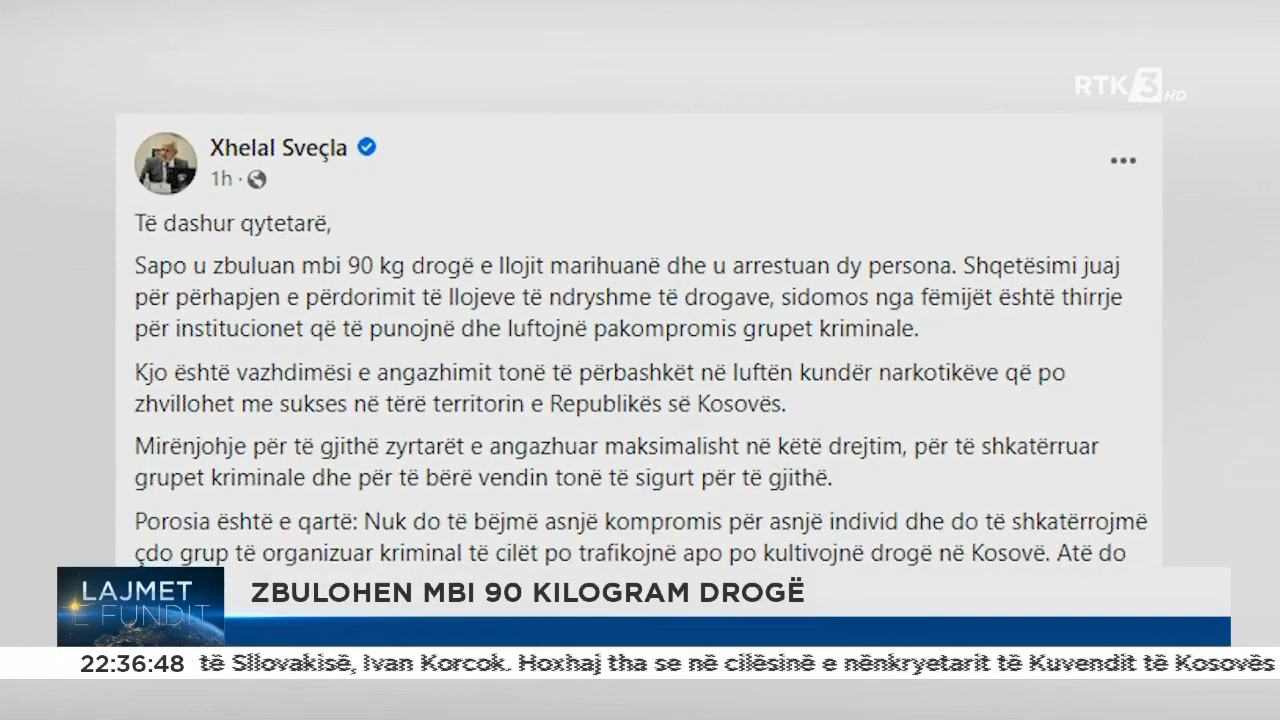 RTK 3 HD
Xhelal Sveçla
1h ·
Të dashur qytetarë,
Sapo u zbuluan mbi 90 kg drogë e llojit marihuanë dhe u arrestuan dy persona. Shqetësimi juaj
për përhapjen e përdorimit të llojeve të ndryshme të drogave, sidomos nga fëmijët është thirrje
për institucionet që të punojnë dhe luftojnë pakompromis grupet kriminale.
Kjo është vazhdimësi e angazhimit tonë të përbashkët në luftën kundër narkotikëve që po
zhvillohet me sukses në tërë territorin e Republikës së Kosovës.
Mirënjohje për të gjithë zyrtarët e angazhuar maksimalisht në këtë drejtim, për të shkatërruar
grupet kriminale dhe për të bërë vendin tonë të sigurt për të gjithë.
Porosia është e qartë: Nuk do të bëjmë asnjë kompromis për asnjë individ dhe do të shkatërrojmë
çdo grup të organizuar kriminal të cilët po trafikojnë apo po kultivojnë drogë në Kosovë. Atë do
LAJMET
E FUNDIT
ZBULOHEN MBI 90 KILOGRAM DROGË
22:36:48 të Sllovakisë, Ivan Korcok. Hoxhaj tha se në cilësinë e nënkryetarit të Kuvendit të Kosovës